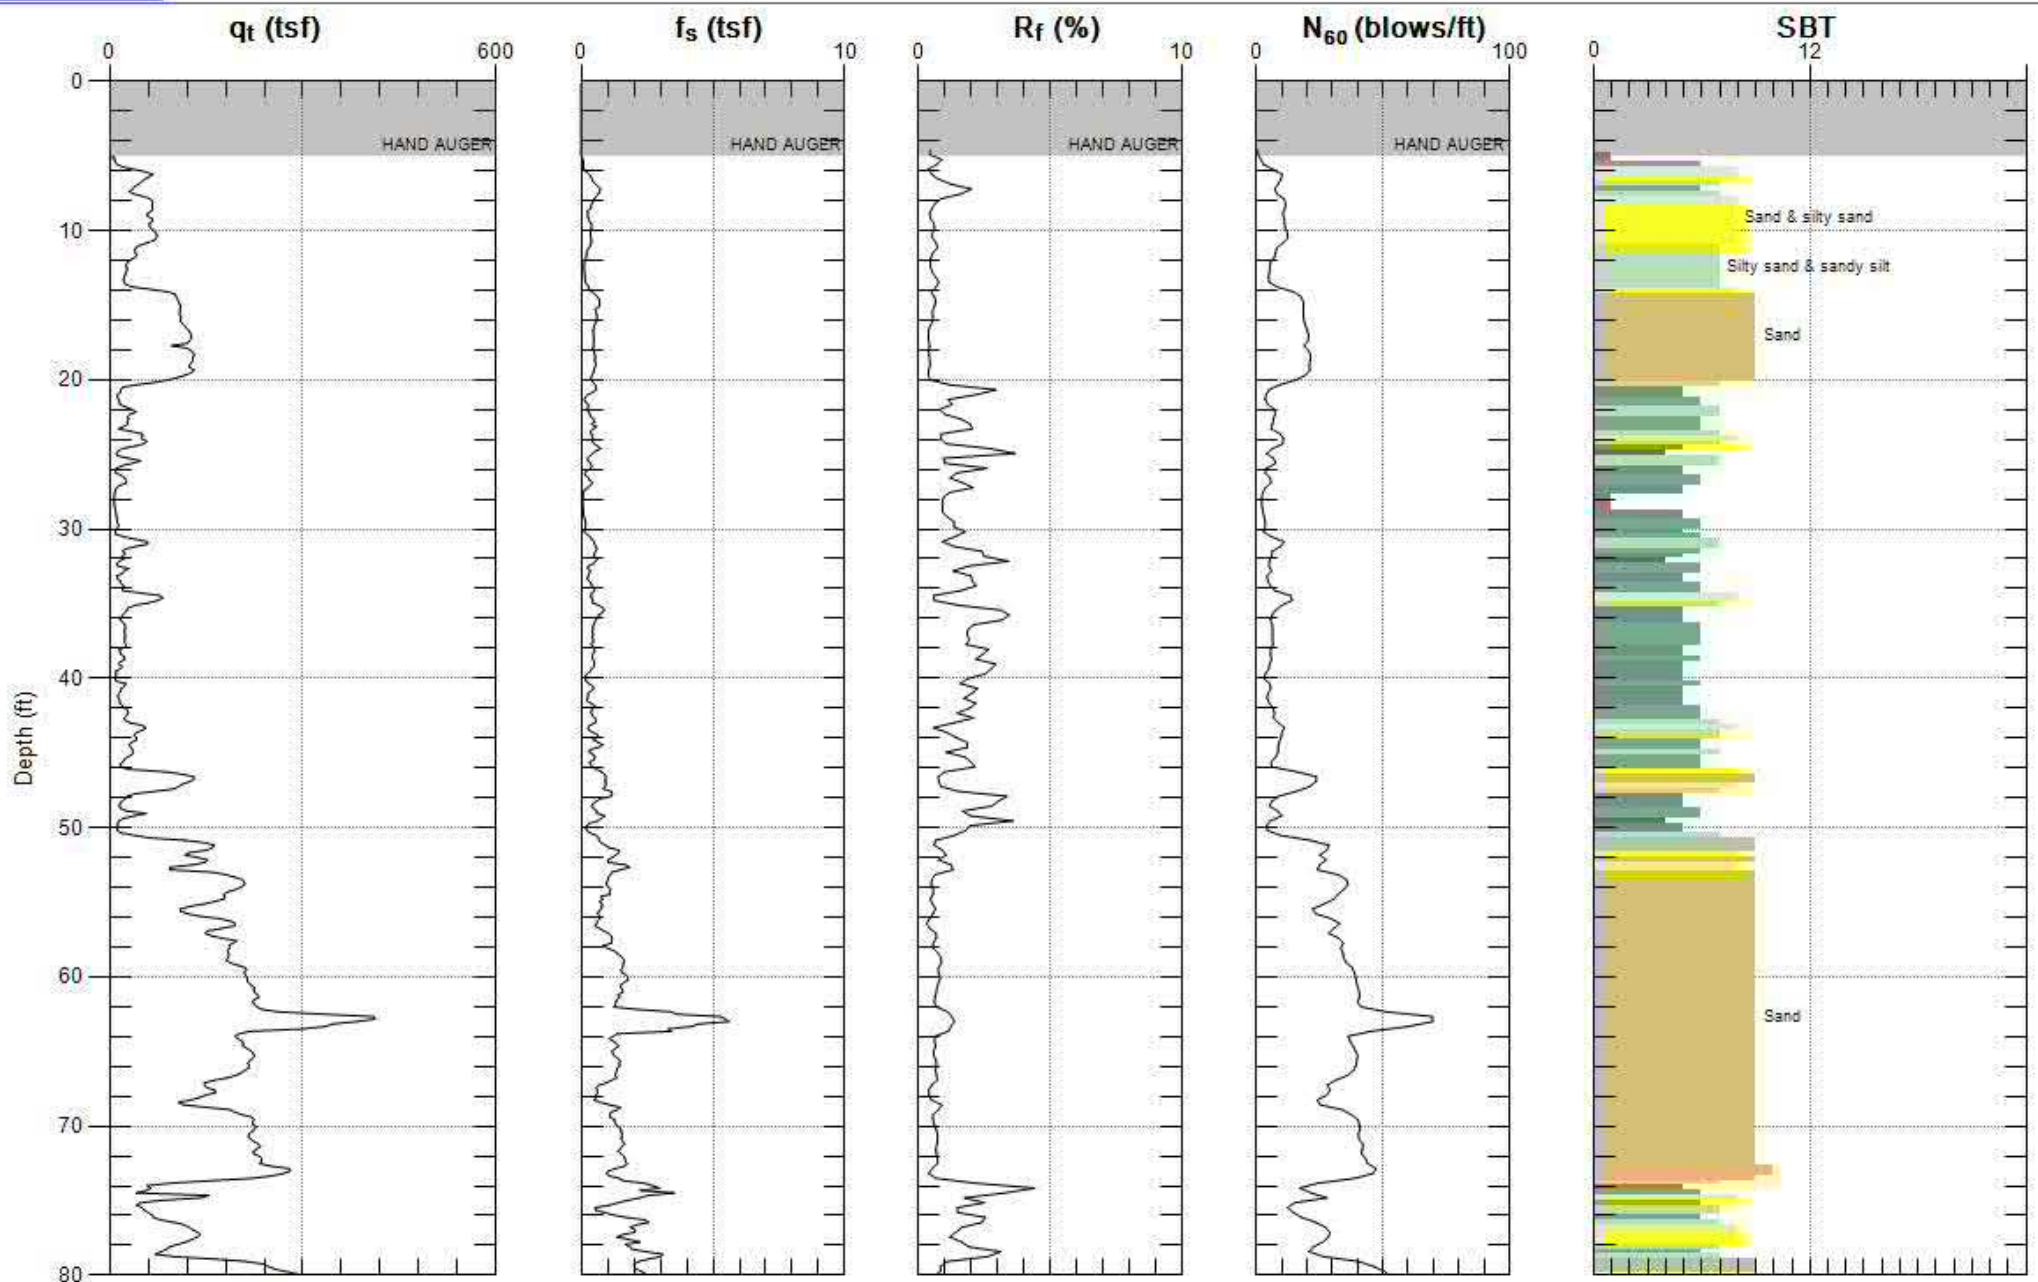 qt (tsf) fs (tsf) Rf (%) N60 (blows/ft) SBT
0 600 0 10 0 10 0 100 0 12
0
HAND AUGER HAND AUGER HAND AUGER HAND AUGER
Sand & silty sand
10
Silty sand & sandy silt
Sand
20
30
40
Depth (ft)
50
60
Sand
70
80